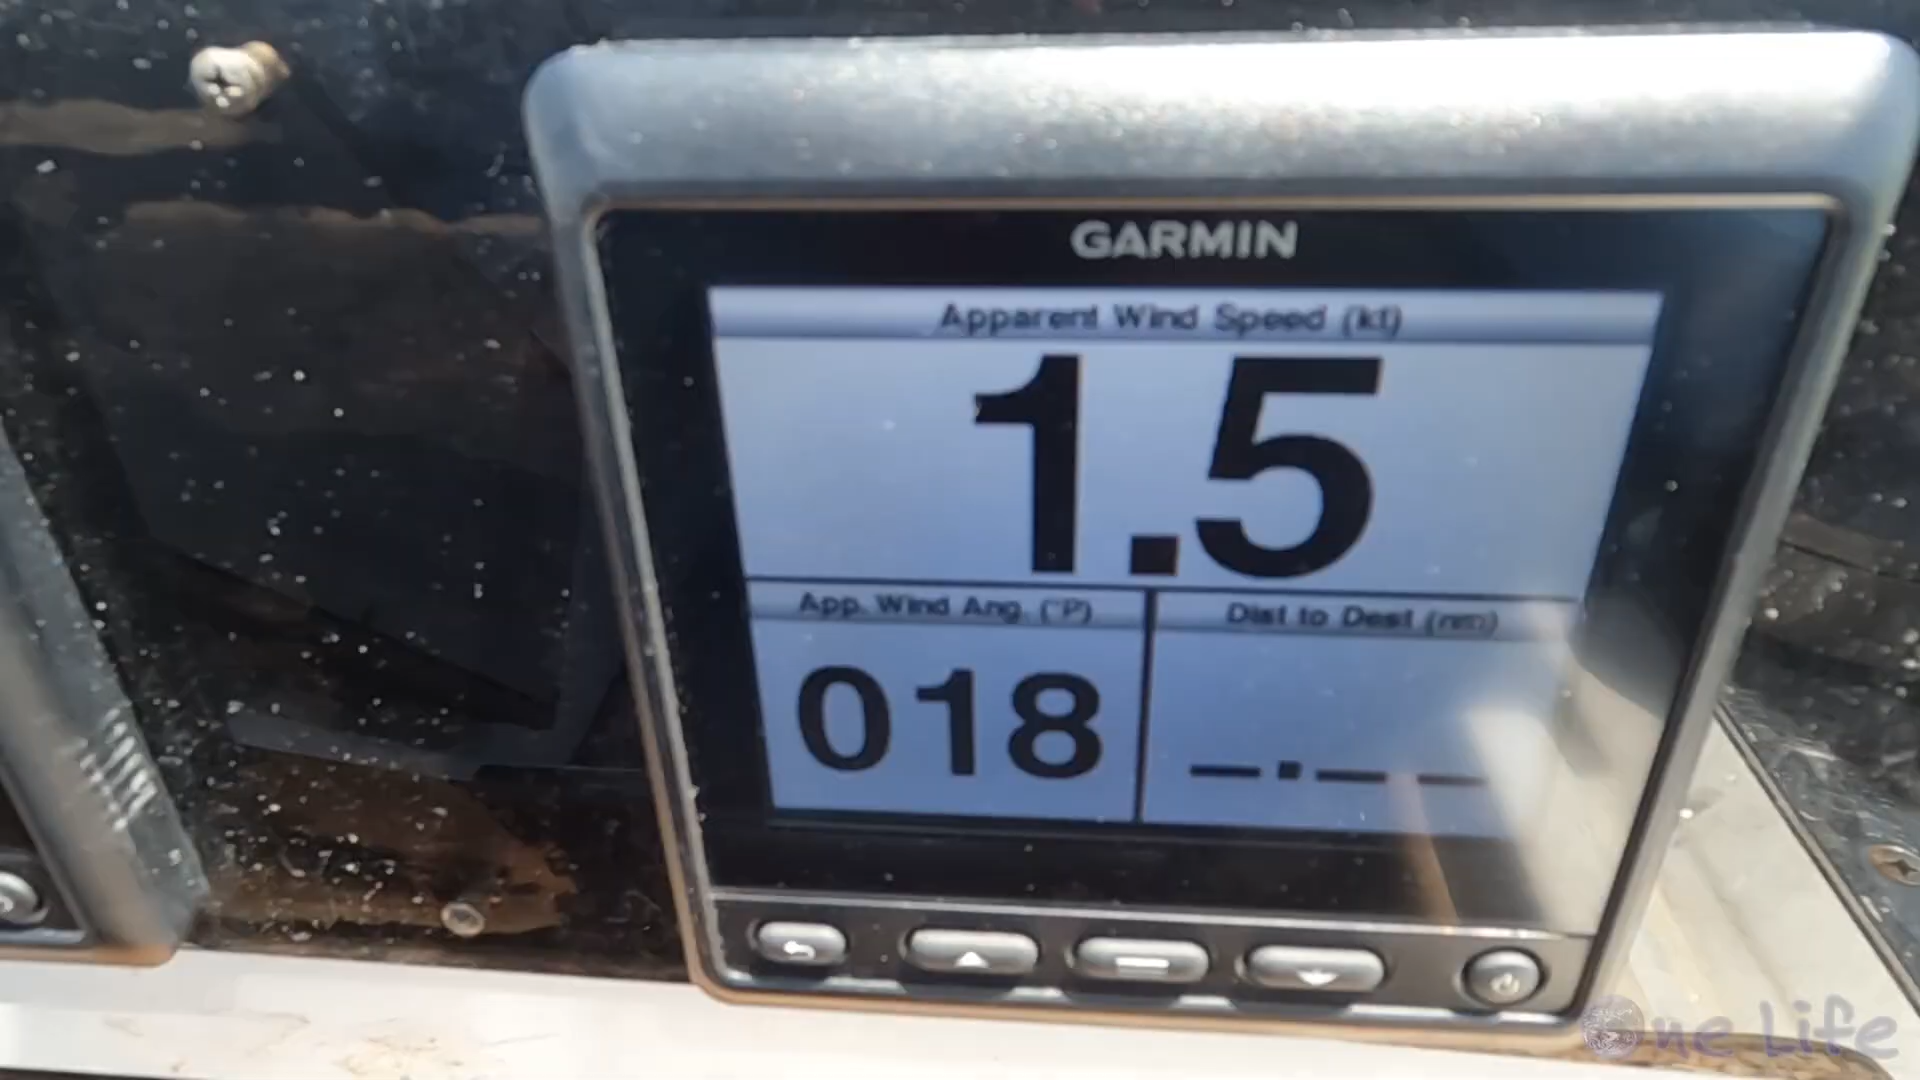 GARMIN
Apparent Wind Speed (kt)
1.5
App. Wind Ang. (°P)
Dist to Dest (nm)
018
_._ _
One Life